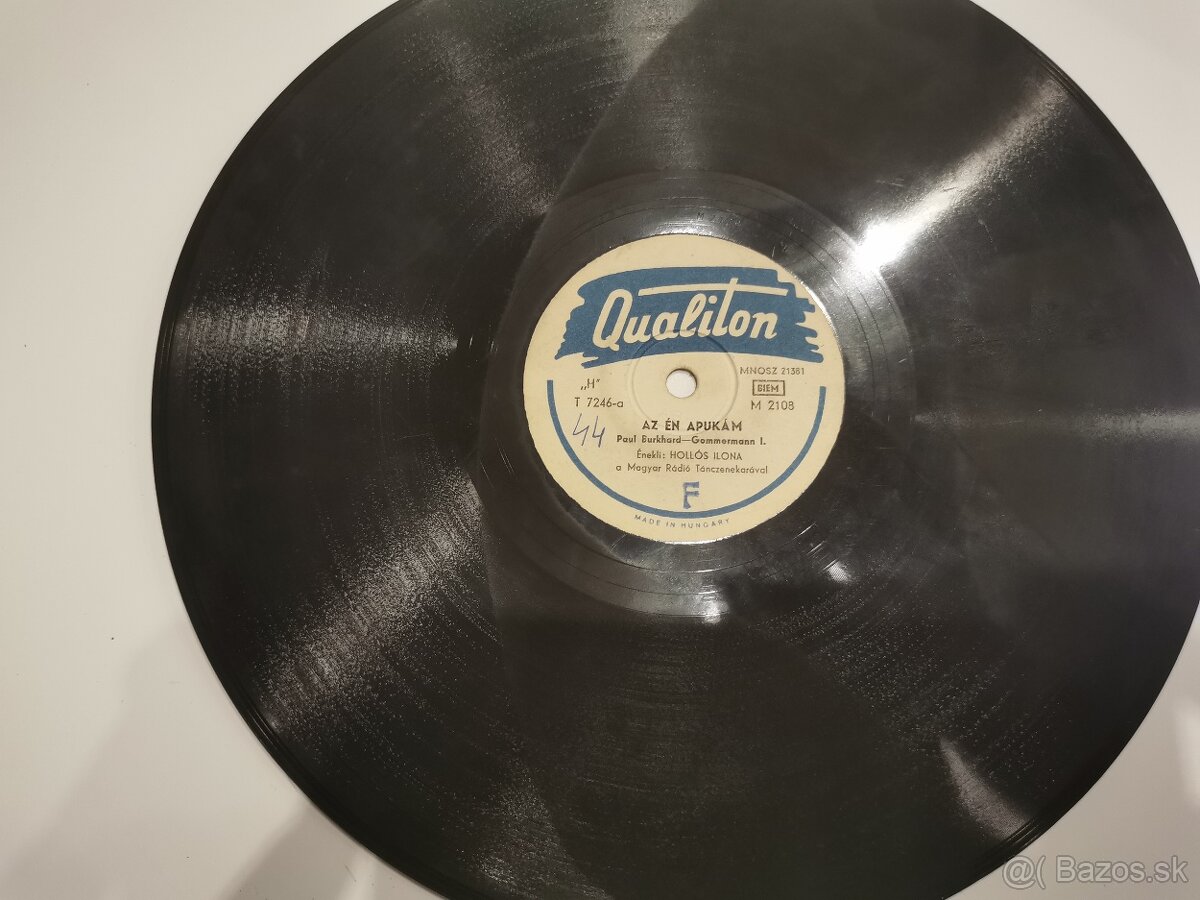 Qualiton
MNOSZ 21381
„H"
BIEM
T 7246-a
M 2108
44
AZ ÉN APUKÁM
Paul Burkhard—Gommermann I.
Énekli: HOLLÓS ILONA
a Magyar Rádió Tánczenekarával
F
MADE IN HUNGARY
@( Bazos.sk